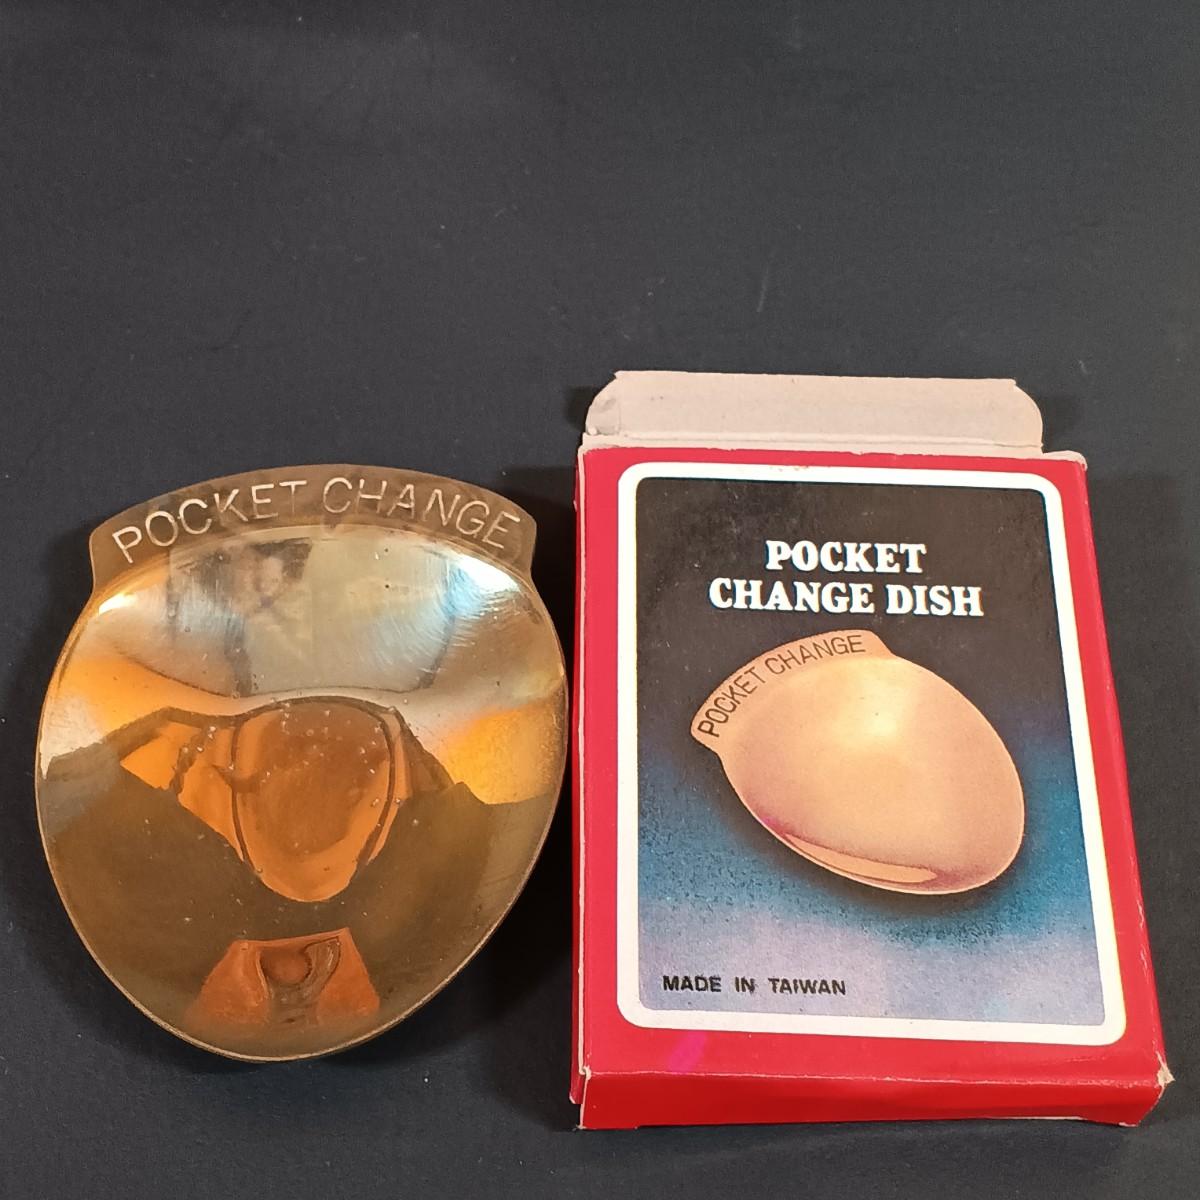 POCKET CHANGE
POCKET
CHANGE DISH
POCKET CHANGE
MADE IN TAIWAN